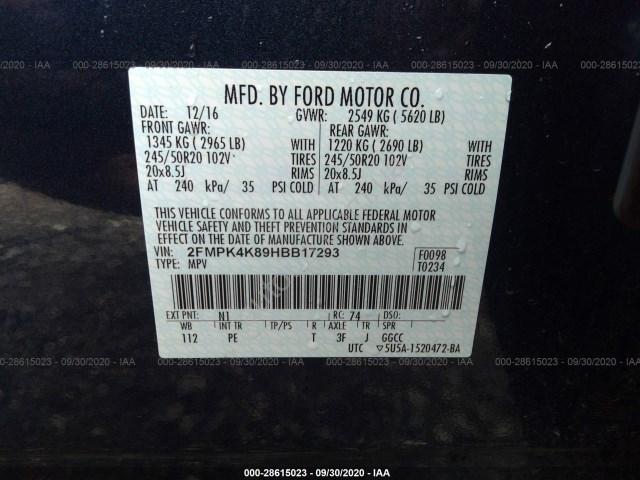 000-28615023 - 09/30/2020 - IAA 000-28615023 - 09/30/2020 - IAA 000-28615023 - 09/30/2020 - IAA
MFD. BY FORD MOTOR CO.
DATE: 12/16 GVWR: 2549 KG ( 5620 LB)
FRONT GAWR: REAR GAWR:
1345 KG ( 2965 LB) WITH 1220 KG ( 2690 LB) WITH
245/50R20 102V TIRES 245/50R20 102V TIRES
20x8.5J RIMS 20x8.5J RIMS
AT 240 kPa/ 35 PSI COLD AT 240 kPa/ 35 PSI COLD
THIS VEHICLE CONFORMS TO ALL APPLICABLE FEDERAL MOTOR
VEHICLE SAFETY AND THEFT PREVENTION STANDARDS IN
EFFECT ON THE DATE OF MANUFACTURE SHOWN ABOVE.
VIN: 2FMPK4K89HBB17293 F0098
TYPE: MPV T0234
EXT PNT: N1 RC: 74 DSO:
WB INT TR TP/PS R AXLE TR SPR
112 PE T 3F J GGCC
UTC ▽5U5A-1520472-BA
000-28615023 - 09/30/2020 - IAA 000-28615023 - 09/30/2020 - IAA 000-28615023 - 09/30/2020 - IAA
000-28615023 - 09/30/2020 - IAA